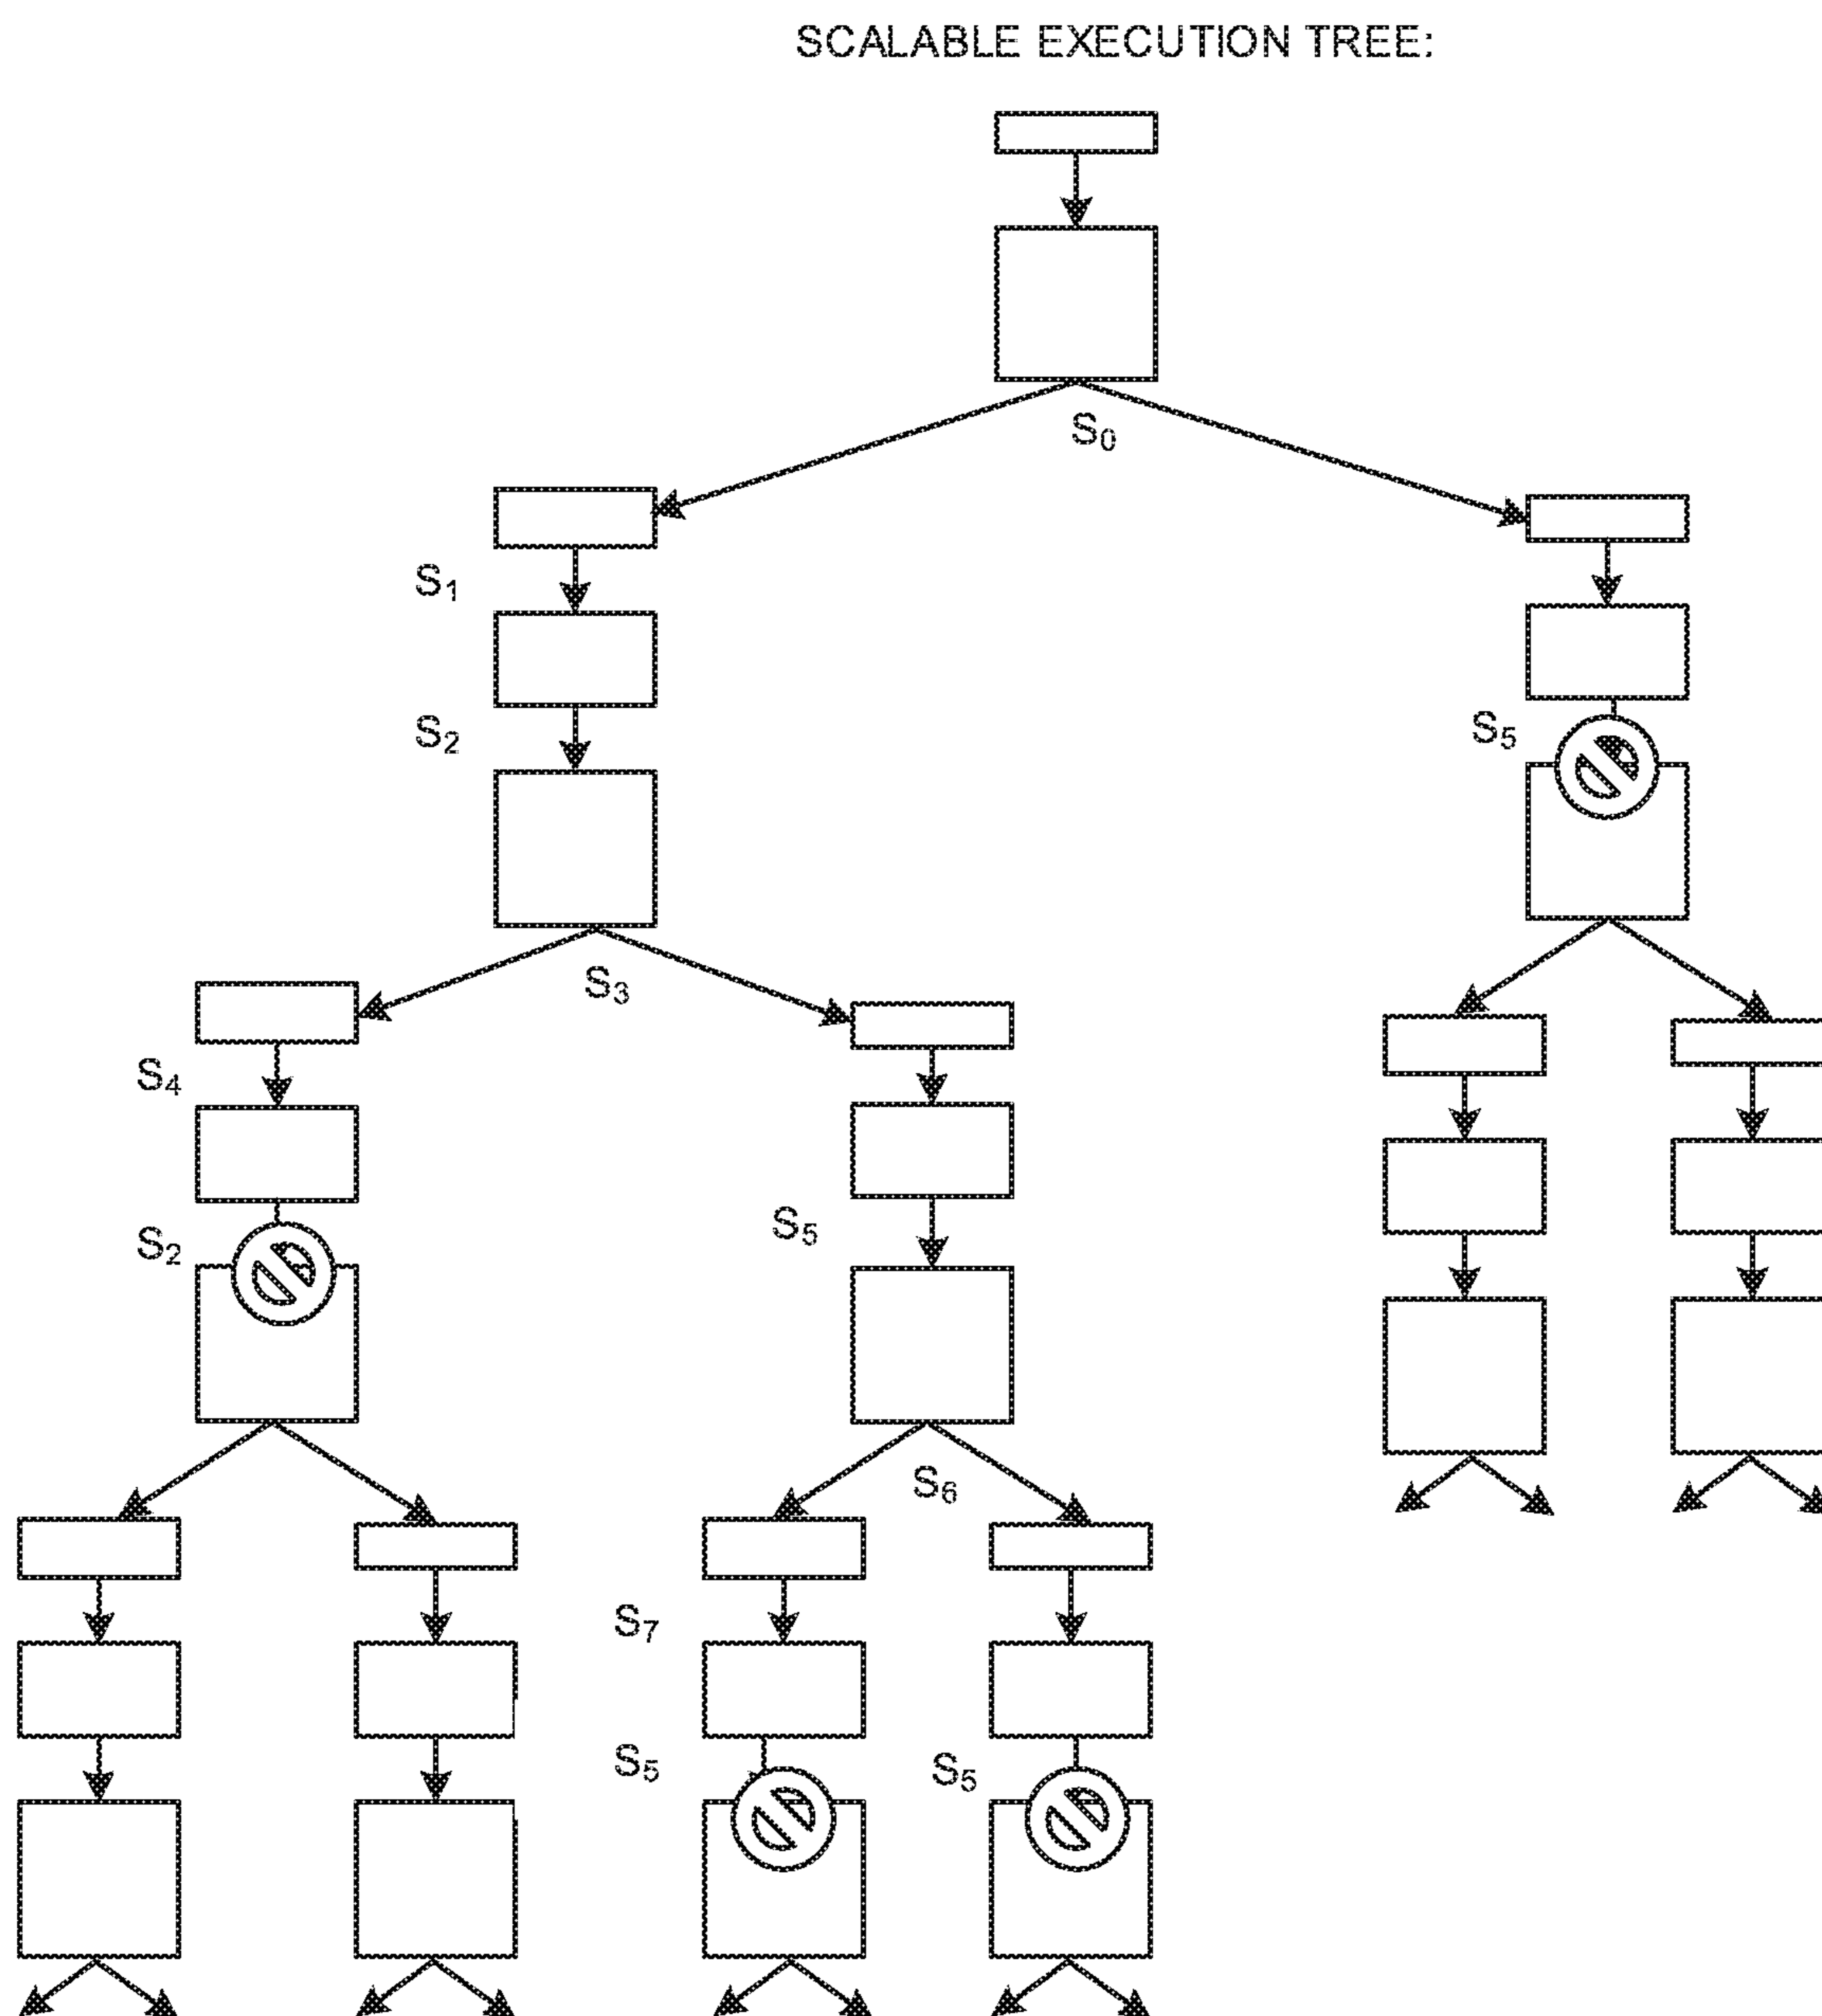 SCALABLE EXECUTION TREE:
S₀
S₁
S₂
S₅
S₃
S₄
S₂
S₅
S₆
S₇
S₅
S₅